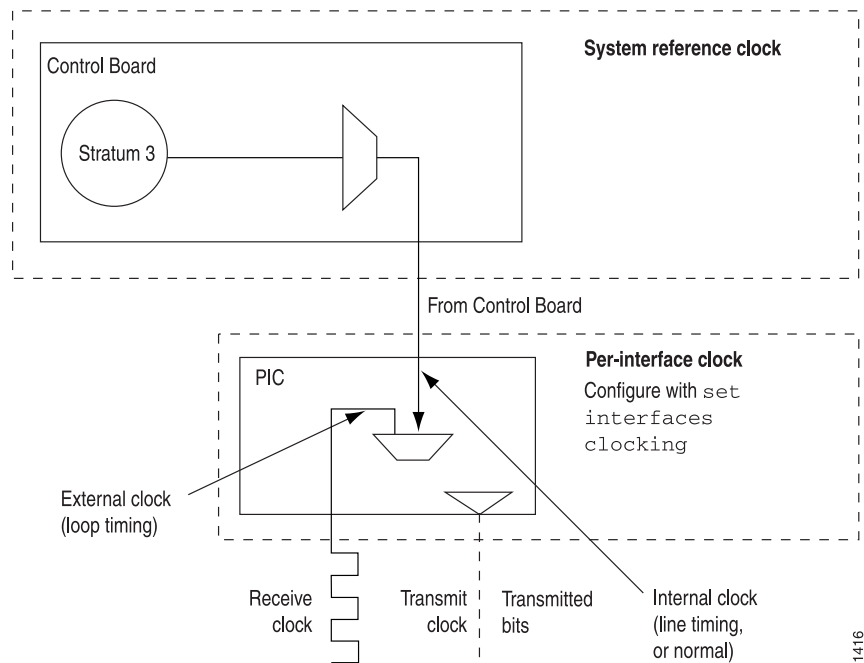 System reference clock
Control Board
Stratum 3
From Control Board
Per-interface clock
Configure with set
interfaces
clocking
PIC
External clock
(loop timing)
Receive
clock
Transmit
clock
Transmitted
bits
Internal clock
(line timing,
or normal)
1416